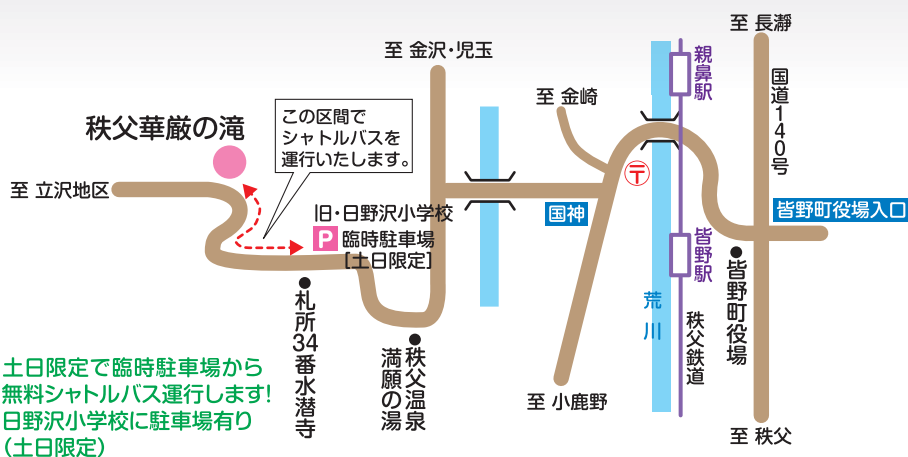 至 長瀞
至 金沢・児玉
親鼻駅
国道140号
至 金崎
この区間で
シャトルバスを
運行いたします。
秩父華厳の滝
〒
至 立沢地区
旧・日野沢小学校
P 臨時駐車場
[土日限定]
国神
皆野町役場入口
皆野駅
皆野町役場
荒川
秩父鉄道
札所34番水潜寺
秩父温泉
満願の湯
土日限定で臨時駐車場から
無料シャトルバス運行します!
日野沢小学校に駐車場有り
(土日限定)
至 小鹿野
至 秩父